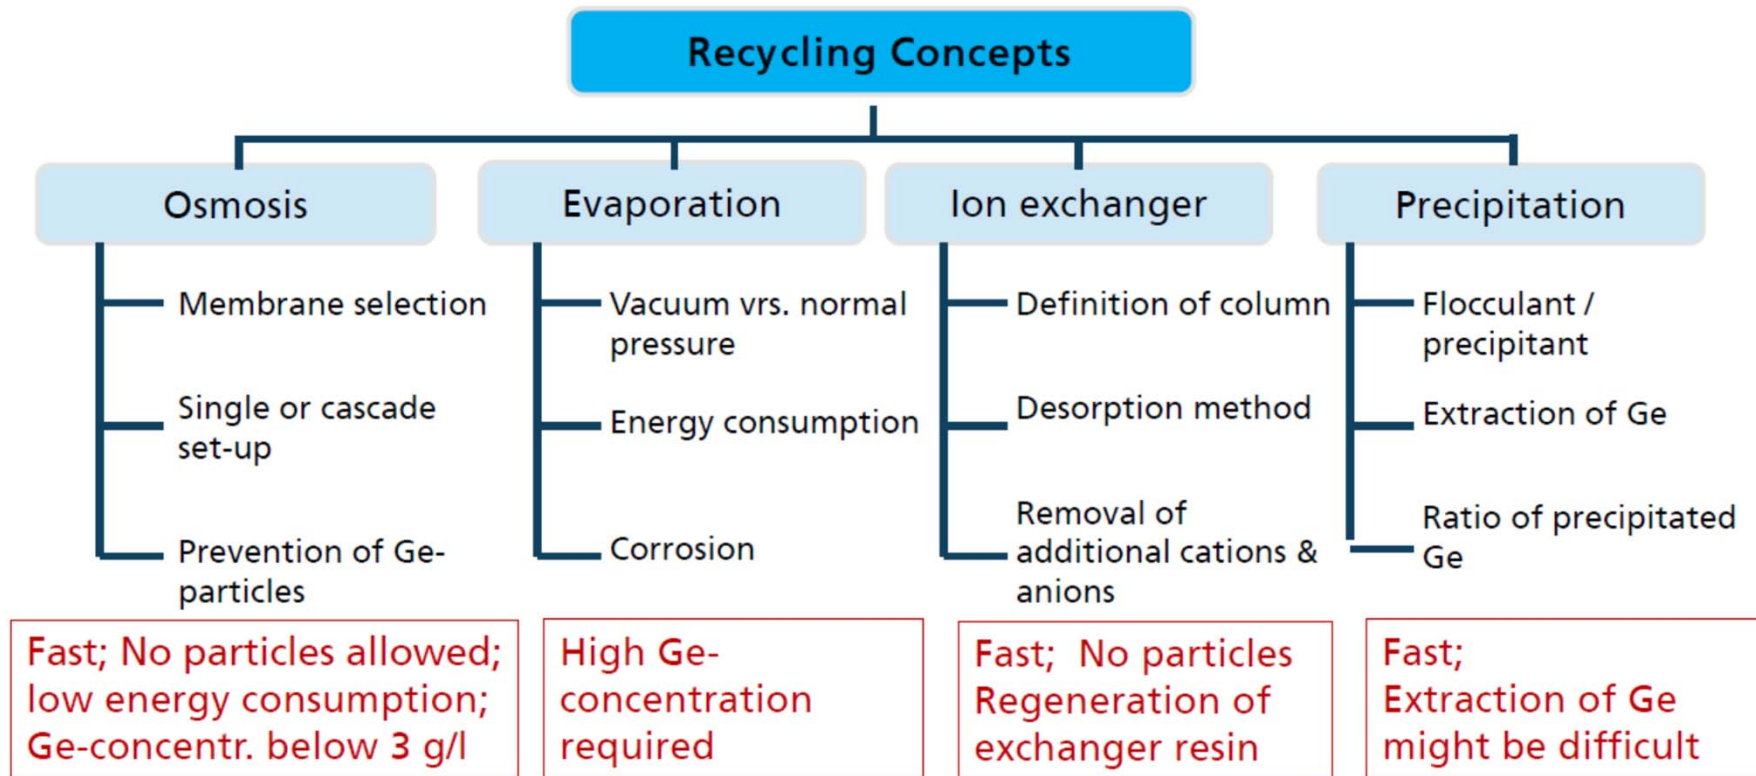 Recycling Concepts
Osmosis
Membrane selection
Single or cascade
set-up
Prevention of Ge-
particles
Fast; No particles allowed;
low energy consumption;
Ge-concentr. below 3 g/l
Evaporation
Vacuum vrs. normal
pressure
Energy consumption
Corrosion
High Ge-
concentration
required
Ion exchanger
Definition of column
Desorption method
Removal of
additional cations &
anions
Fast; No particles
Regeneration of
exchanger resin
Precipitation
Flocculant /
precipitant
Extraction of Ge
Ratio of precipitated
Ge
Fast;
Extraction of Ge
might be difficult